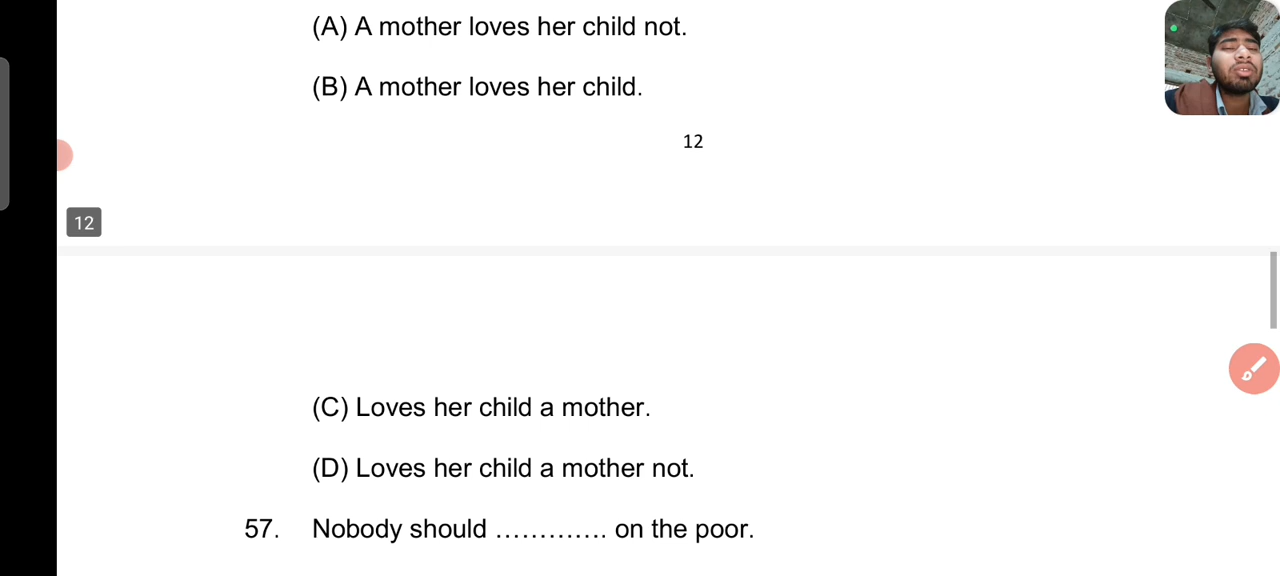 (A) A mother loves her child not.
(B) A mother loves her child.
12
12
(C) Loves her child a mother.
(D) Loves her child a mother not.
57. Nobody should …………. on the poor.